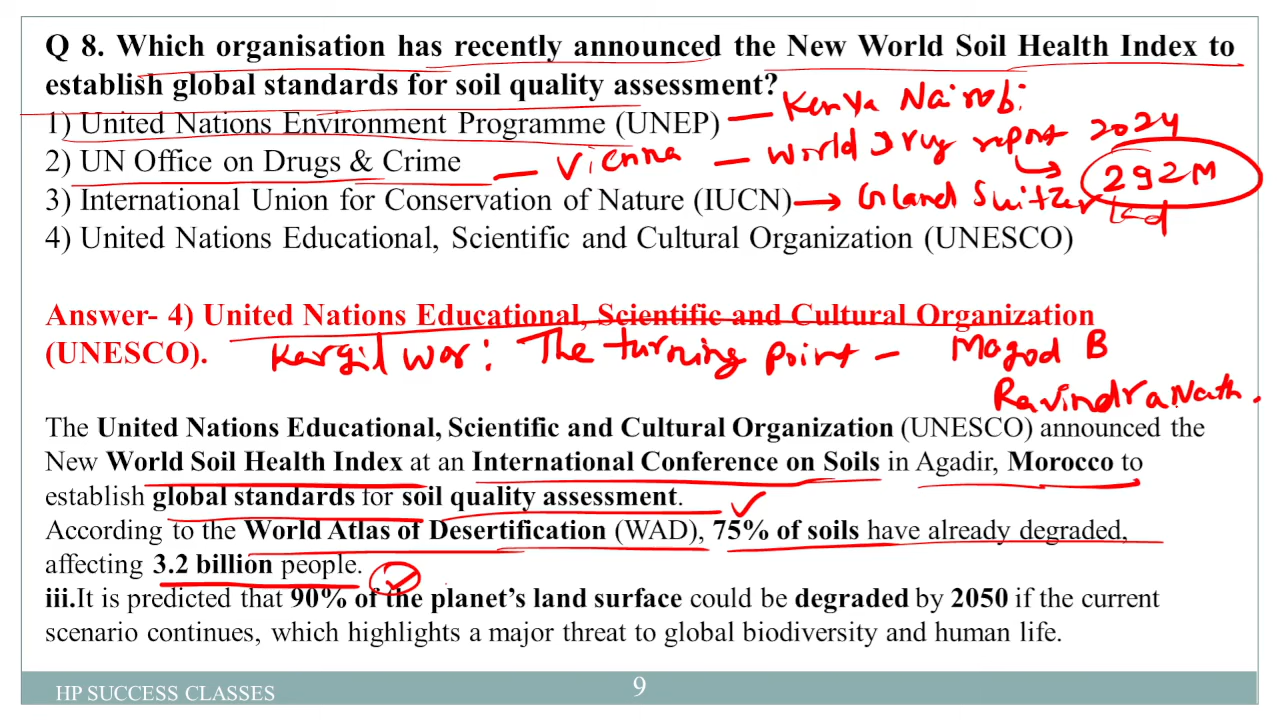 Q 8. Which organisation has recently announced the New World Soil Health Index to
establish global standards for soil quality assessment?
1) United Nations Environment Programme (UNEP) — Kenya Nairobi
2) UN Office on Drugs & Crime — Vienna — World Drug report 2024
292M
3) International Union for Conservation of Nature (IUCN) → Gland Switzerland
4) United Nations Educational, Scientific and Cultural Organization (UNESCO)
Answer- 4) United Nations Educational, Scientific and Cultural Organization
(UNESCO). Kargil war: The turning point – Magod B
Ravindra Nath.
The United Nations Educational, Scientific and Cultural Organization (UNESCO) announced the
New World Soil Health Index at an International Conference on Soils in Agadir, Morocco to
establish global standards for soil quality assessment.
According to the World Atlas of Desertification (WAD), 75% of soils have already degraded,
affecting 3.2 billion people.
iii.It is predicted that 90% of the planet's land surface could be degraded by 2050 if the current
scenario continues, which highlights a major threat to global biodiversity and human life.
HP SUCCESS CLASSES
9